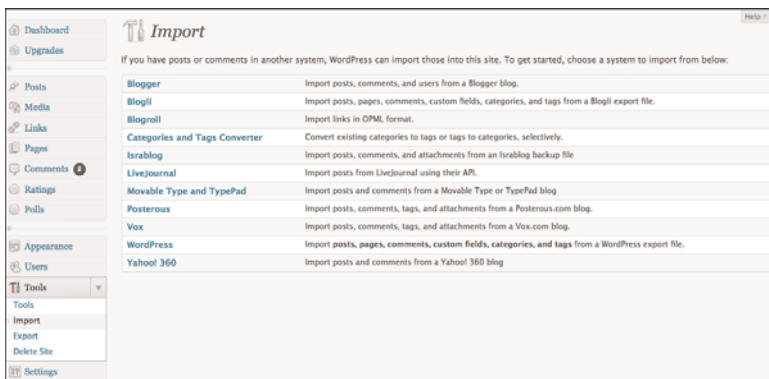 Help
Dashboard
Upgrades
Posts
Media
Links
Pages
Comments 2
Ratings
Polls
Appearance
Users
Tools
Tools
Import
Export
Delete Site
Settings
Import
If you have posts or comments in another system, WordPress can import those into this site. To get started, choose a system to import from below:
Blogger Import posts, comments, and users from a Blogger blog.
Blogli Import posts, pages, comments, custom fields, categories, and tags from a Blogli export file.
Blogroll Import links in OPML format.
Categories and Tags Converter Convert existing categories to tags or tags to categories, selectively.
Israblog Import posts, comments, and attachments from an Israblog backup file
LiveJournal Import posts from LiveJournal using their API.
Movable Type and TypePad Import posts and comments from a Movable Type or TypePad blog
Posterous Import posts, comments, tags, and attachments from a Posterous.com blog.
Vox Import posts, comments, tags, and attachments from a Vox.com blog.
WordPress Import posts, pages, comments, custom fields, categories, and tags from a WordPress export file.
Yahoo! 360 Import posts and comments from a Yahoo! 360 blog